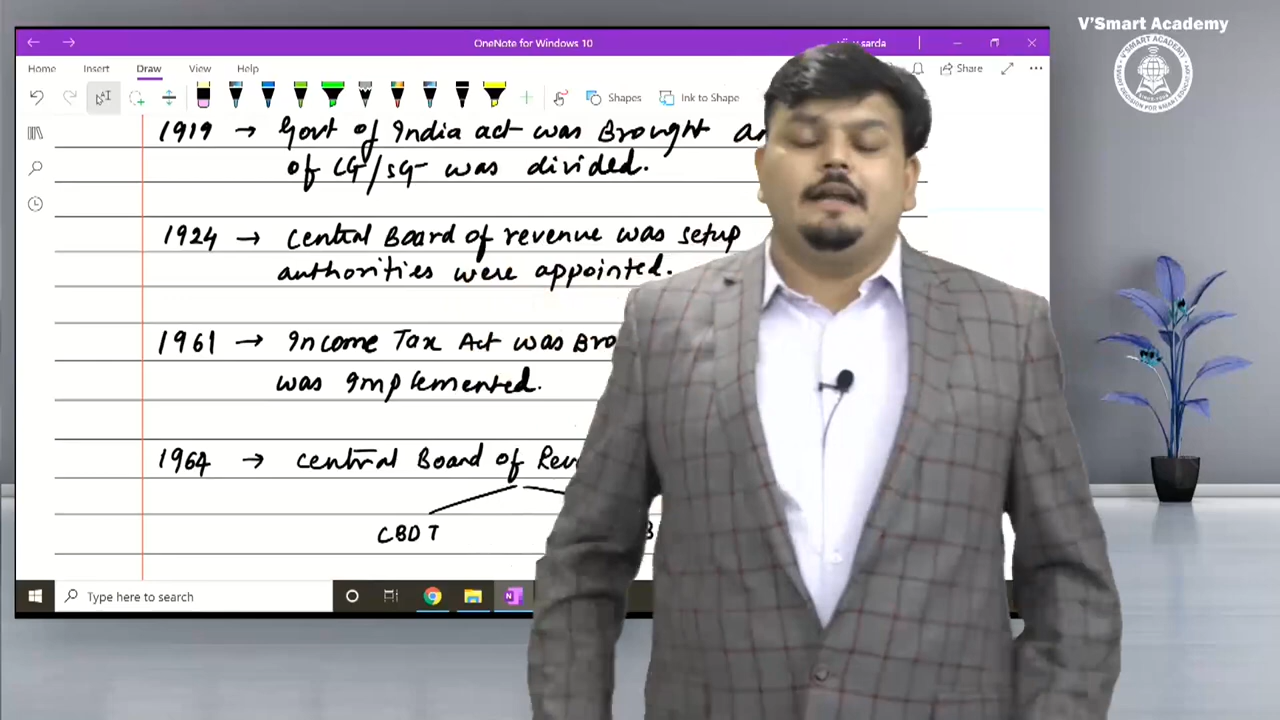 V'Smart Academy
OneNote for Windows 10
Home Insert Draw View Help
Share
Shapes Ink to Shape
1919 → Govt of India act was Brought
of CG/SG was divided.
1924 → Central Board of revenue was setup
authorities were appointed.
1961 → Income Tax Act was Bro
was Implemented.
1964 → Central Board of Rev
CBDT B
Type here to search